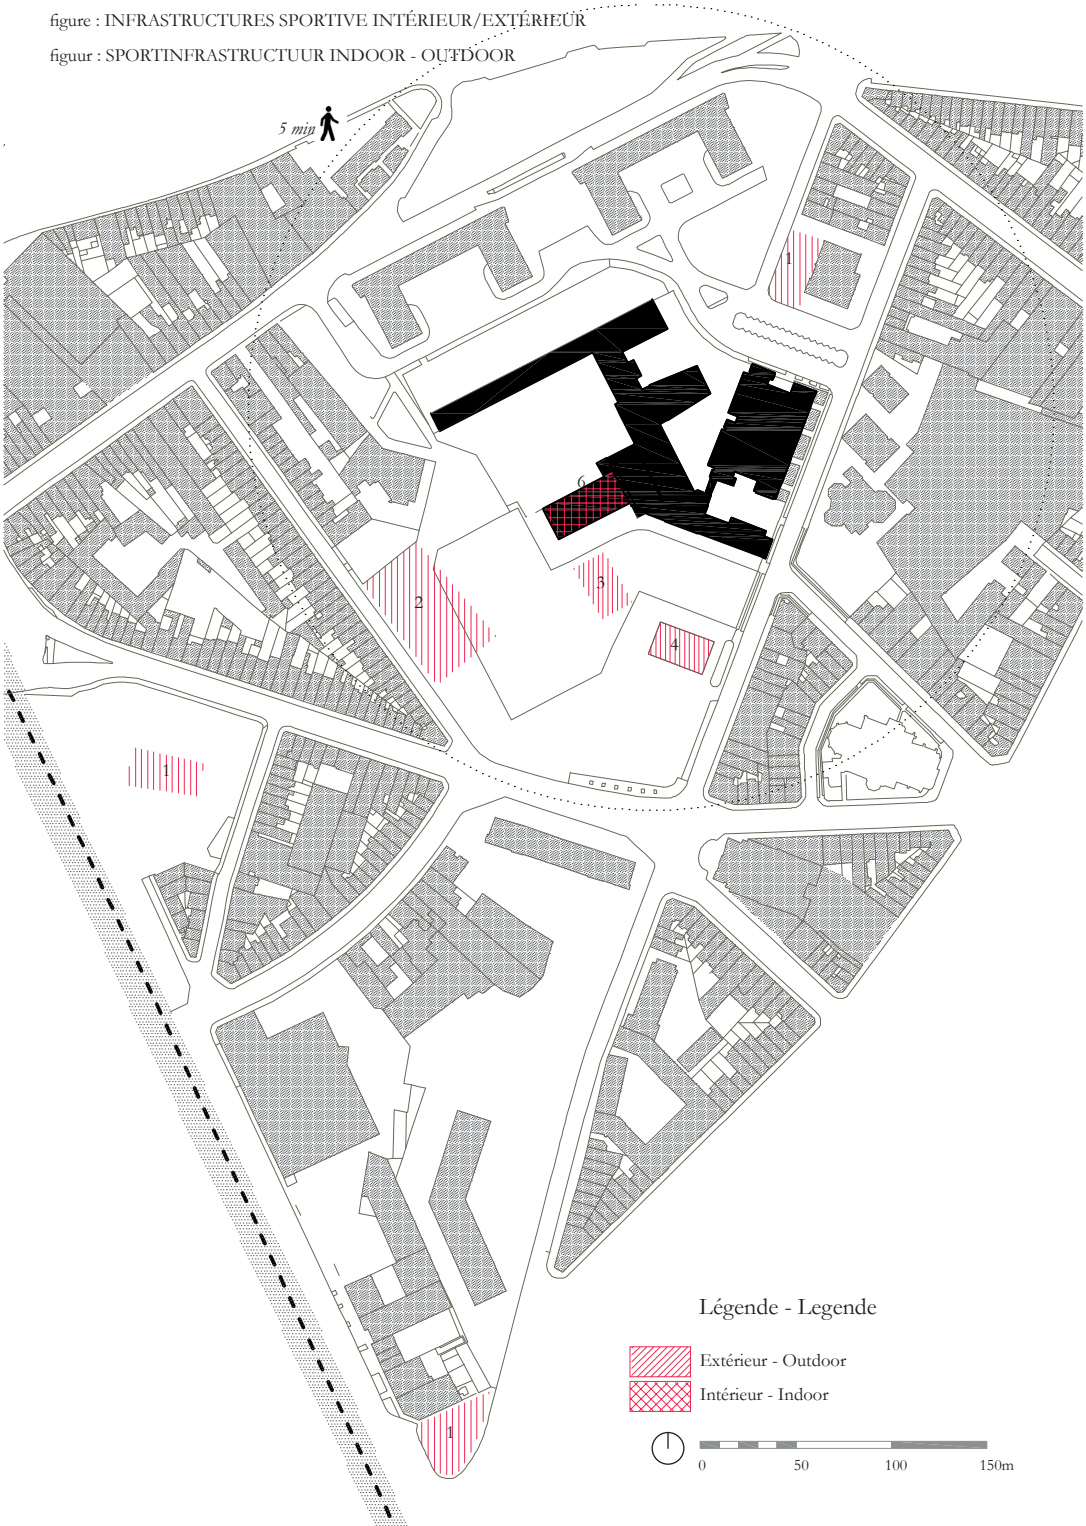 figure : INFRASTRUCTURES SPORTIVE INTÉRIEUR/EXTÉRIEUR
figuur : SPORTINFRASTRUCTUUR INDOOR - OUTDOOR
5 min
1
6
3
2
4
1
1
Légende - Legende
Extérieur - Outdoor
Intérieur - Indoor
0 50 100 150m